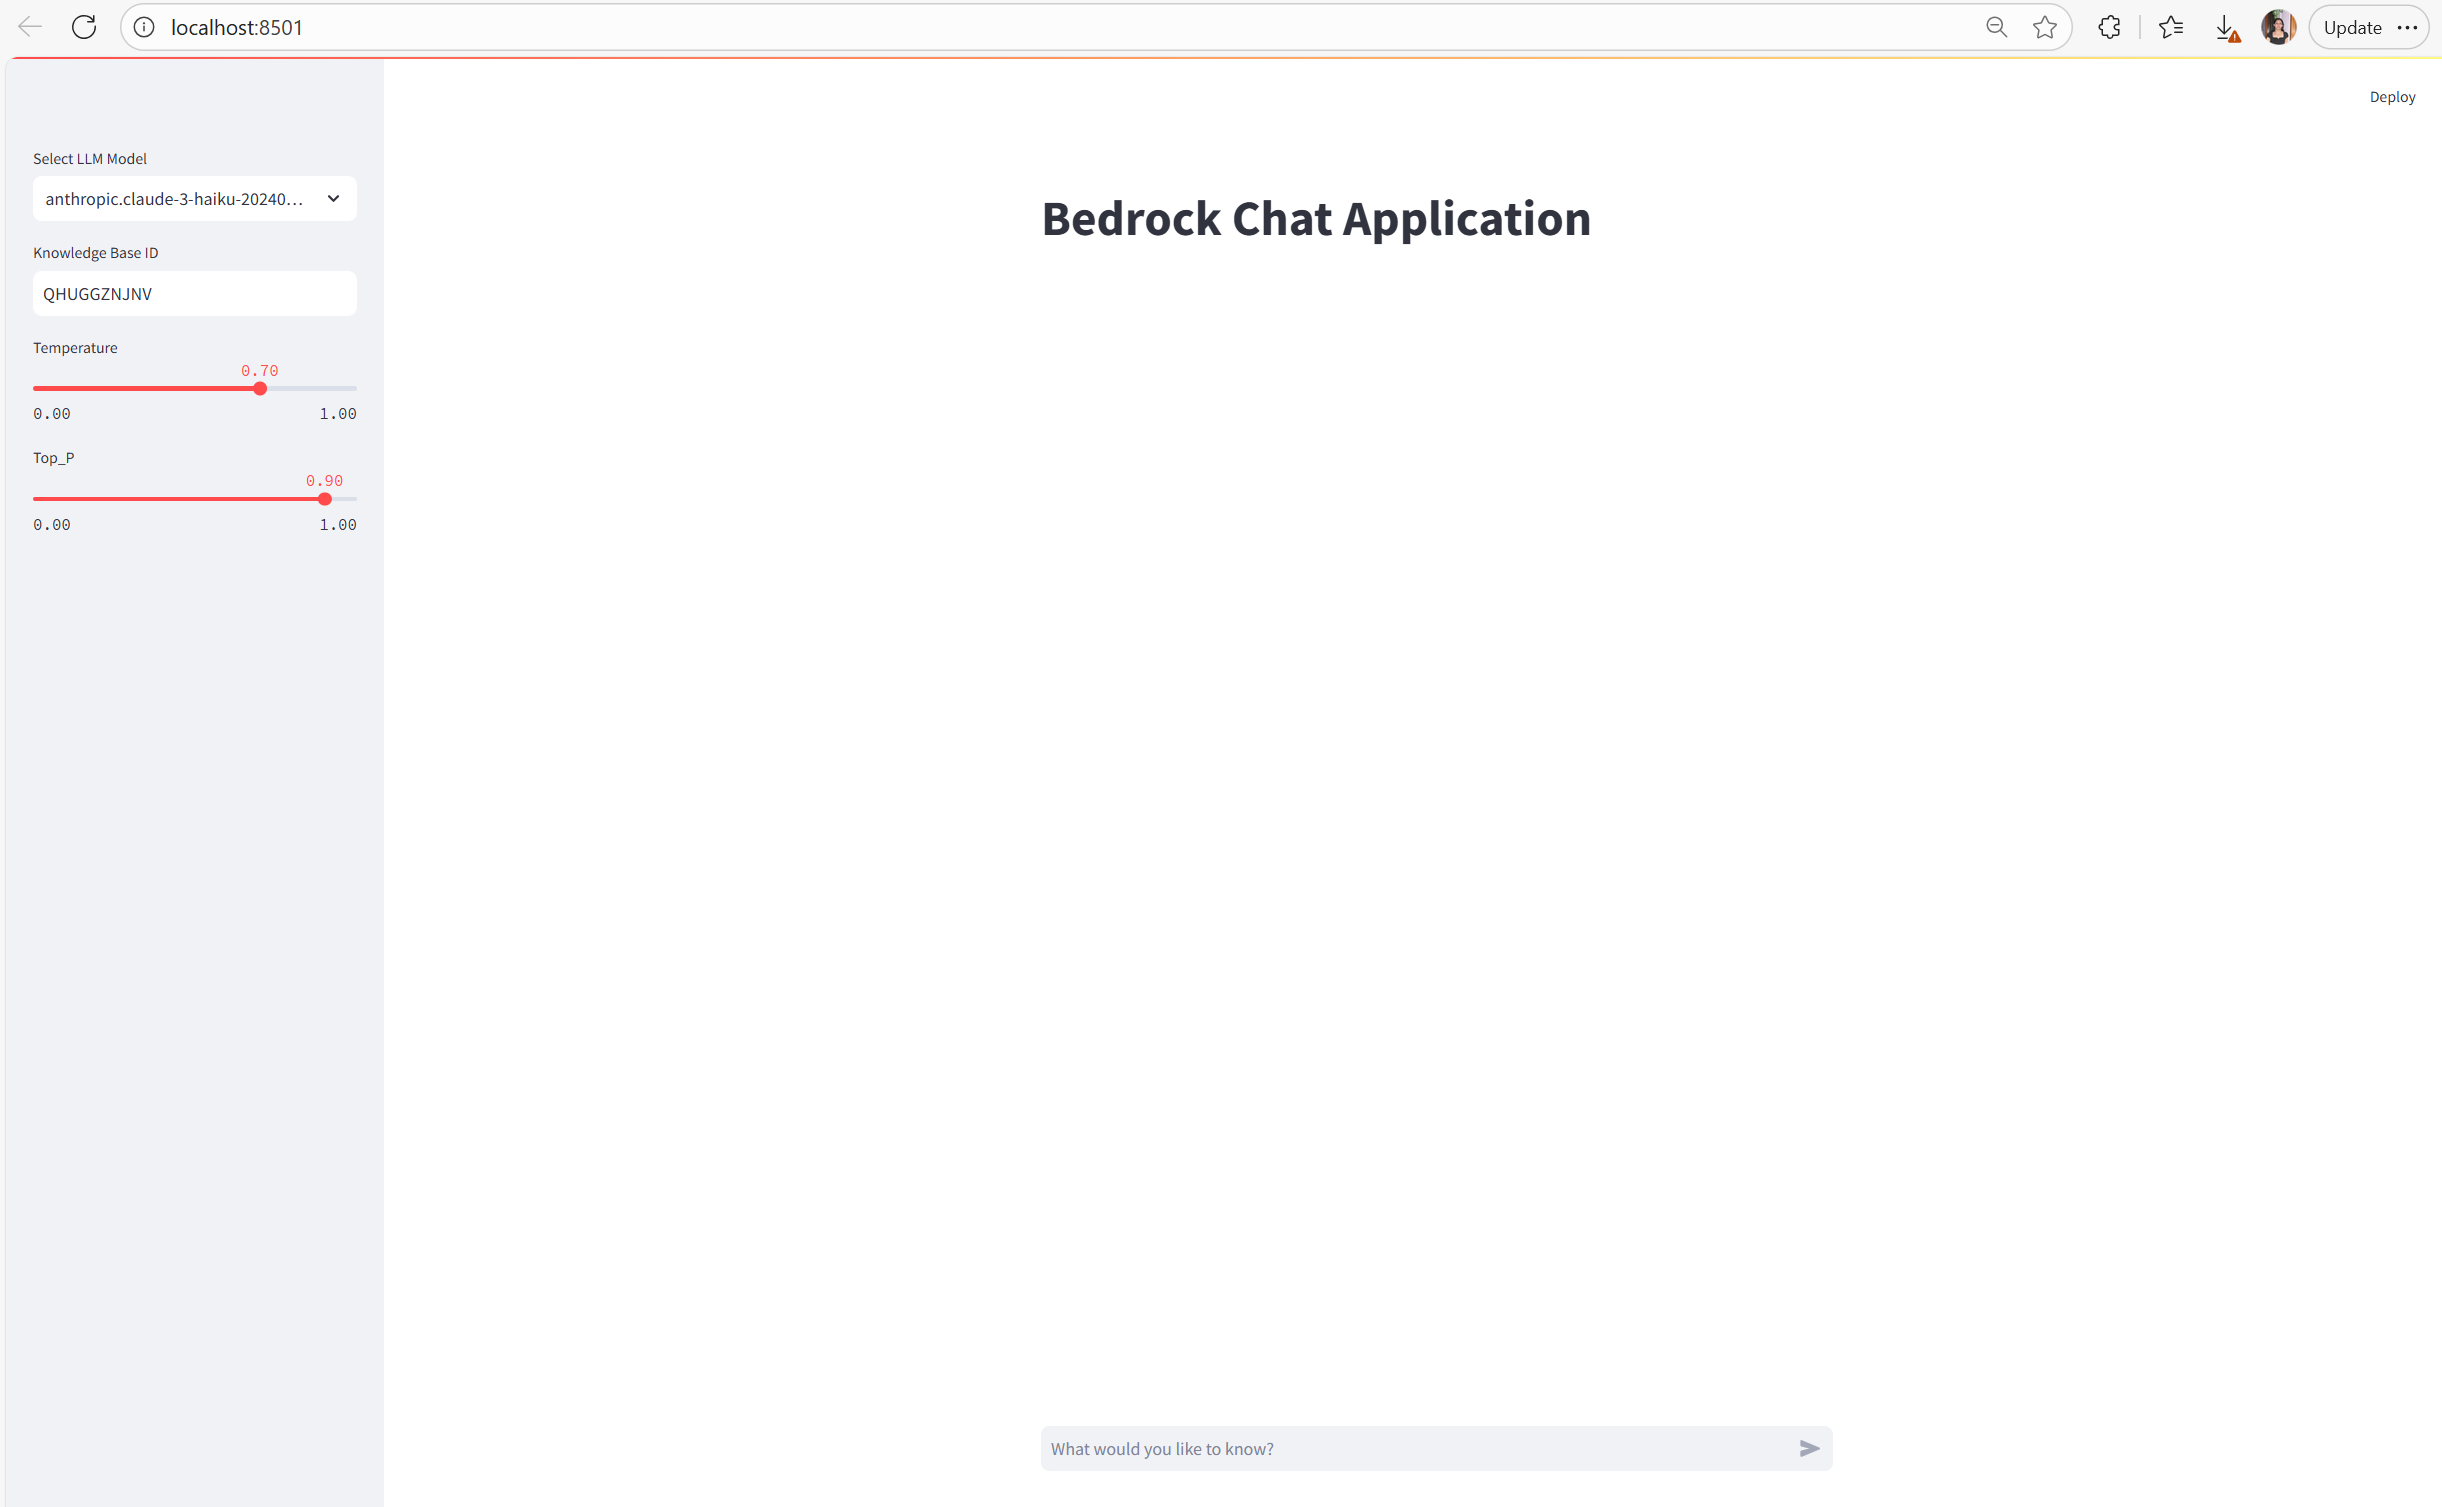 localhost:8501
Update
Deploy
Select LLM Model
anthropic.claude-3-haiku-20240...
Knowledge Base ID
QHUGGZNJNV
Temperature
0.70
0.00 1.00
Top_P
0.90
0.00 1.00
Bedrock Chat Application
What would you like to know?